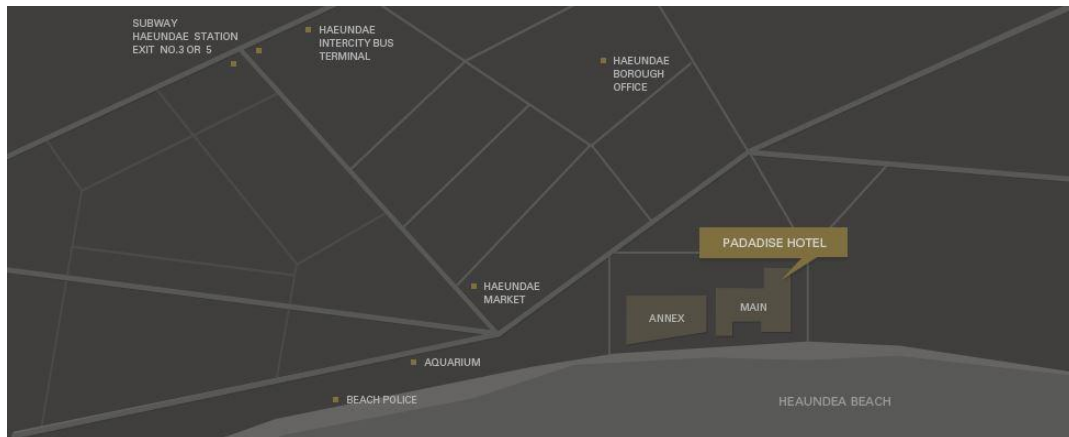 SUBWAY
HAEUNDAE STATION
EXIT NO.3 OR 5
HAEUNDAE
INTERCITY BUS
TERMINAL
HAEUNDAE
BOROUGH
OFFICE
PADADISE HOTEL
HAEUNDAE
MARKET
ANNEX
MAIN
AQUARIUM
BEACH POLICE
HEAUNDEA BEACH